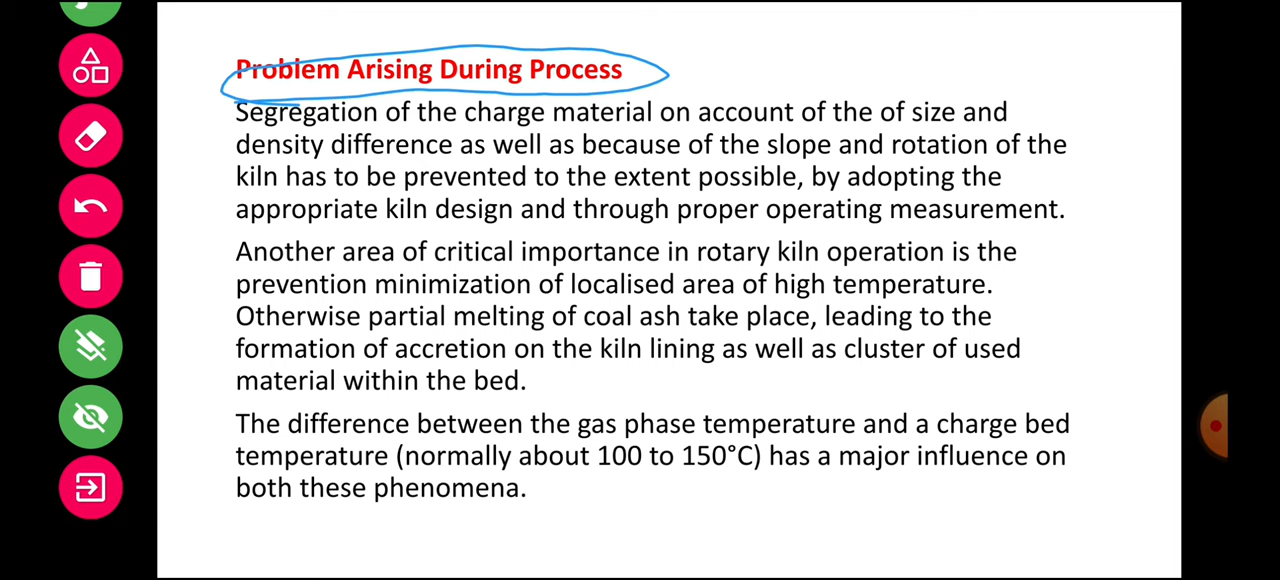 Problem Arising During Process
Segregation of the charge material on account of the of size and
density difference as well as because of the slope and rotation of the
kiln has to be prevented to the extent possible, by adopting the
appropriate kiln design and through proper operating measurement.
Another area of critical importance in rotary kiln operation is the
prevention minimization of localised area of high temperature.
Otherwise partial melting of coal ash take place, leading to the
formation of accretion on the kiln lining as well as cluster of used
material within the bed.
The difference between the gas phase temperature and a charge bed
temperature (normally about 100 to 150°C) has a major influence on
both these phenomena.